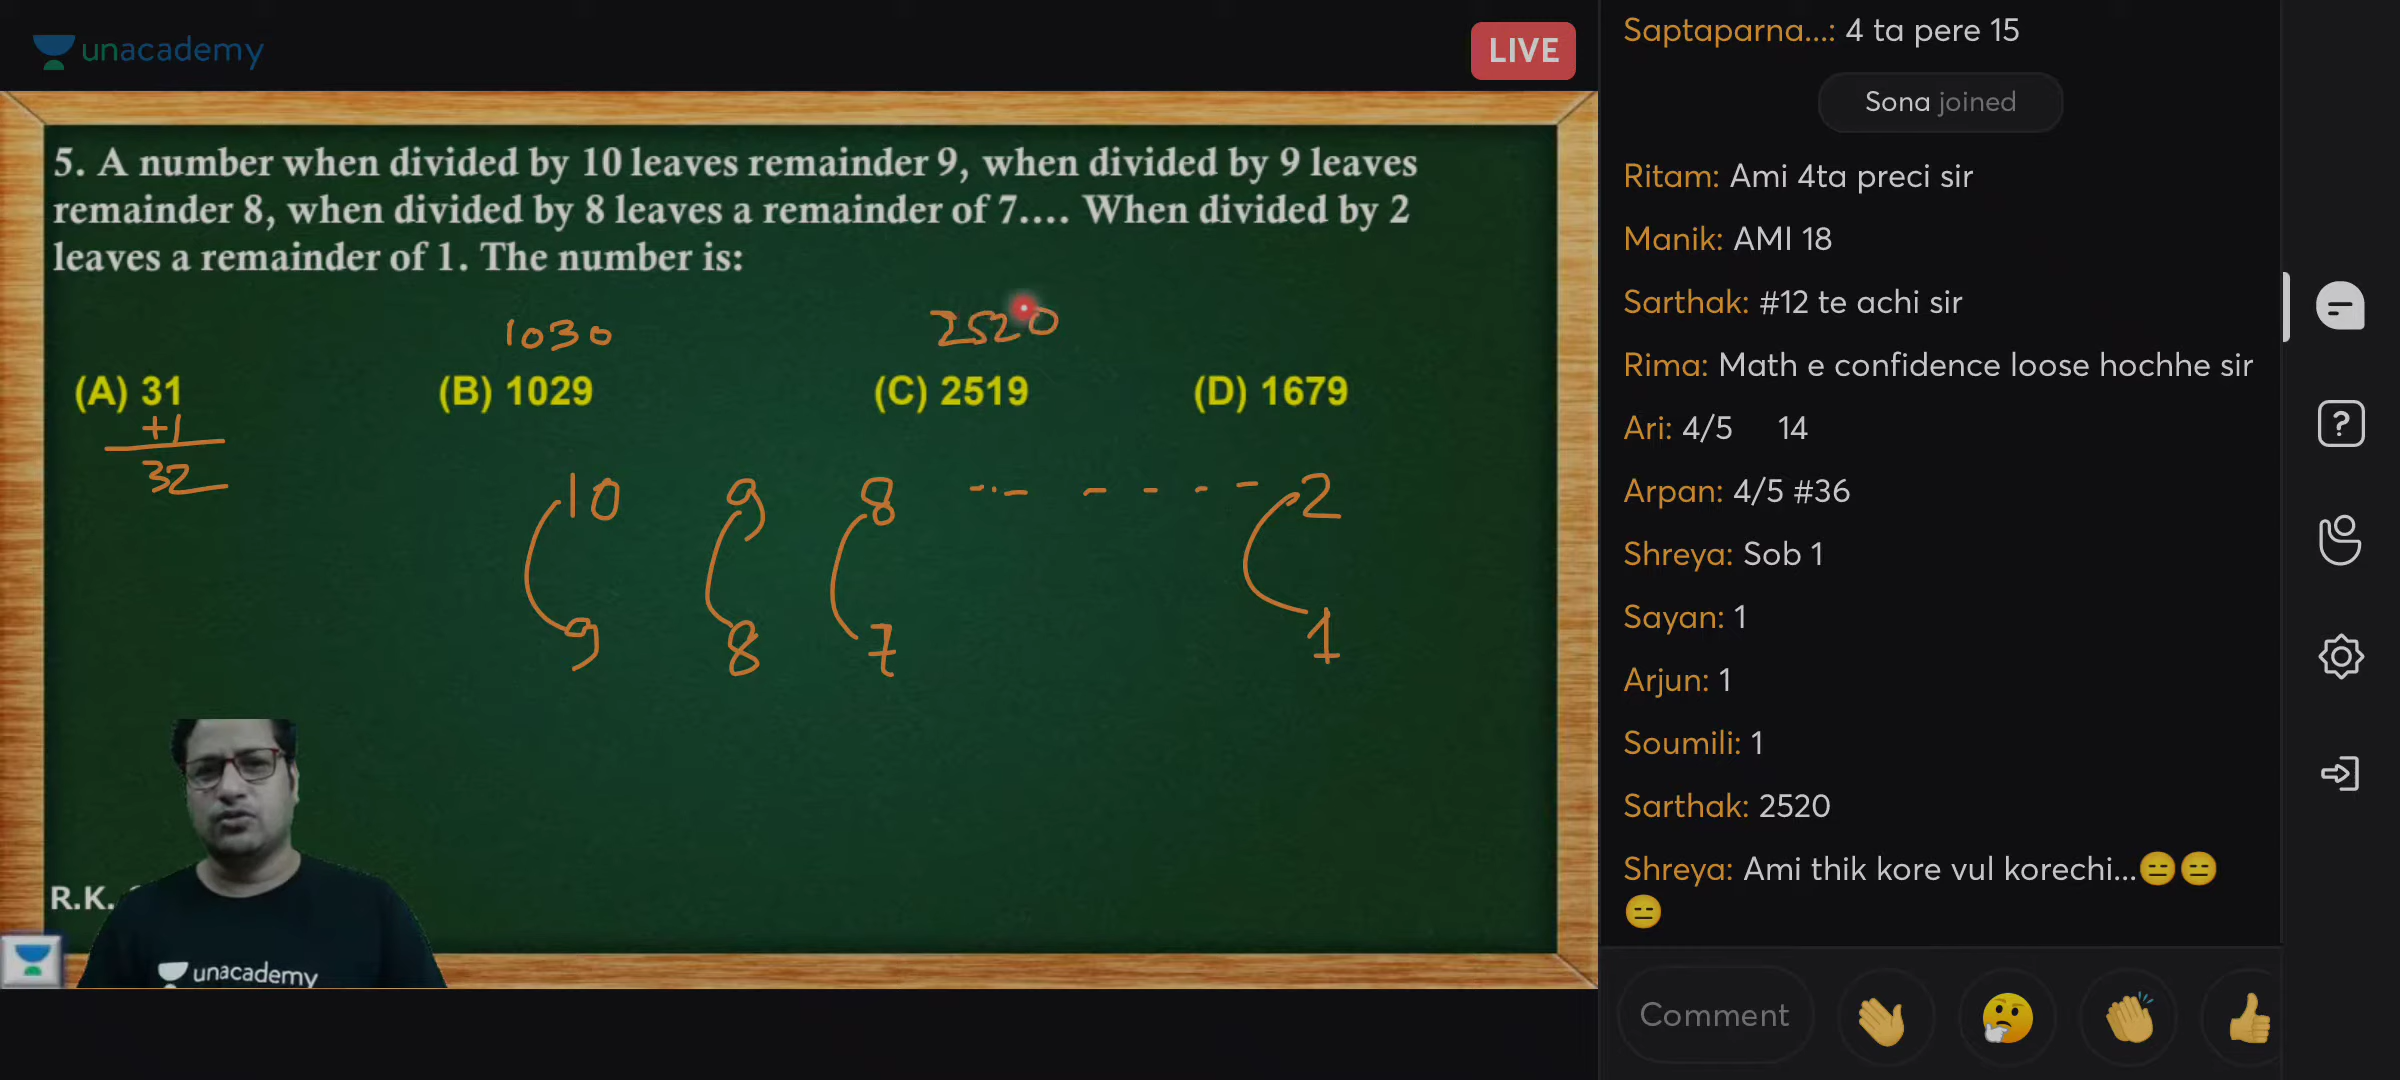 unacademy
LIVE
5. A number when divided by 10 leaves remainder 9, when divided by 9 leaves
remainder 8, when divided by 8 leaves a remainder of 7.... When divided by 2
leaves a remainder of 1. The number is:
1030
2520
(A) 31
(B) 1029
(C) 2519
(D) 1679
+1
32
10 9 8 -- - - - - - 2
9 8 7 1
R.K.
unacademy
Saptaparna...: 4 ta pere 15
Sona joined
Ritam: Ami 4ta preci sir
Manik: AMI 18
Sarthak: #12 te achi sir
Rima: Math e confidence loose hochhe sir
Ari: 4/5 14
Arpan: 4/5 #36
Shreya: Sob 1
Sayan: 1
Arjun: 1
Soumili: 1
Sarthak: 2520
Shreya: Ami thik kore vul korechi...😑😑
😑
Comment